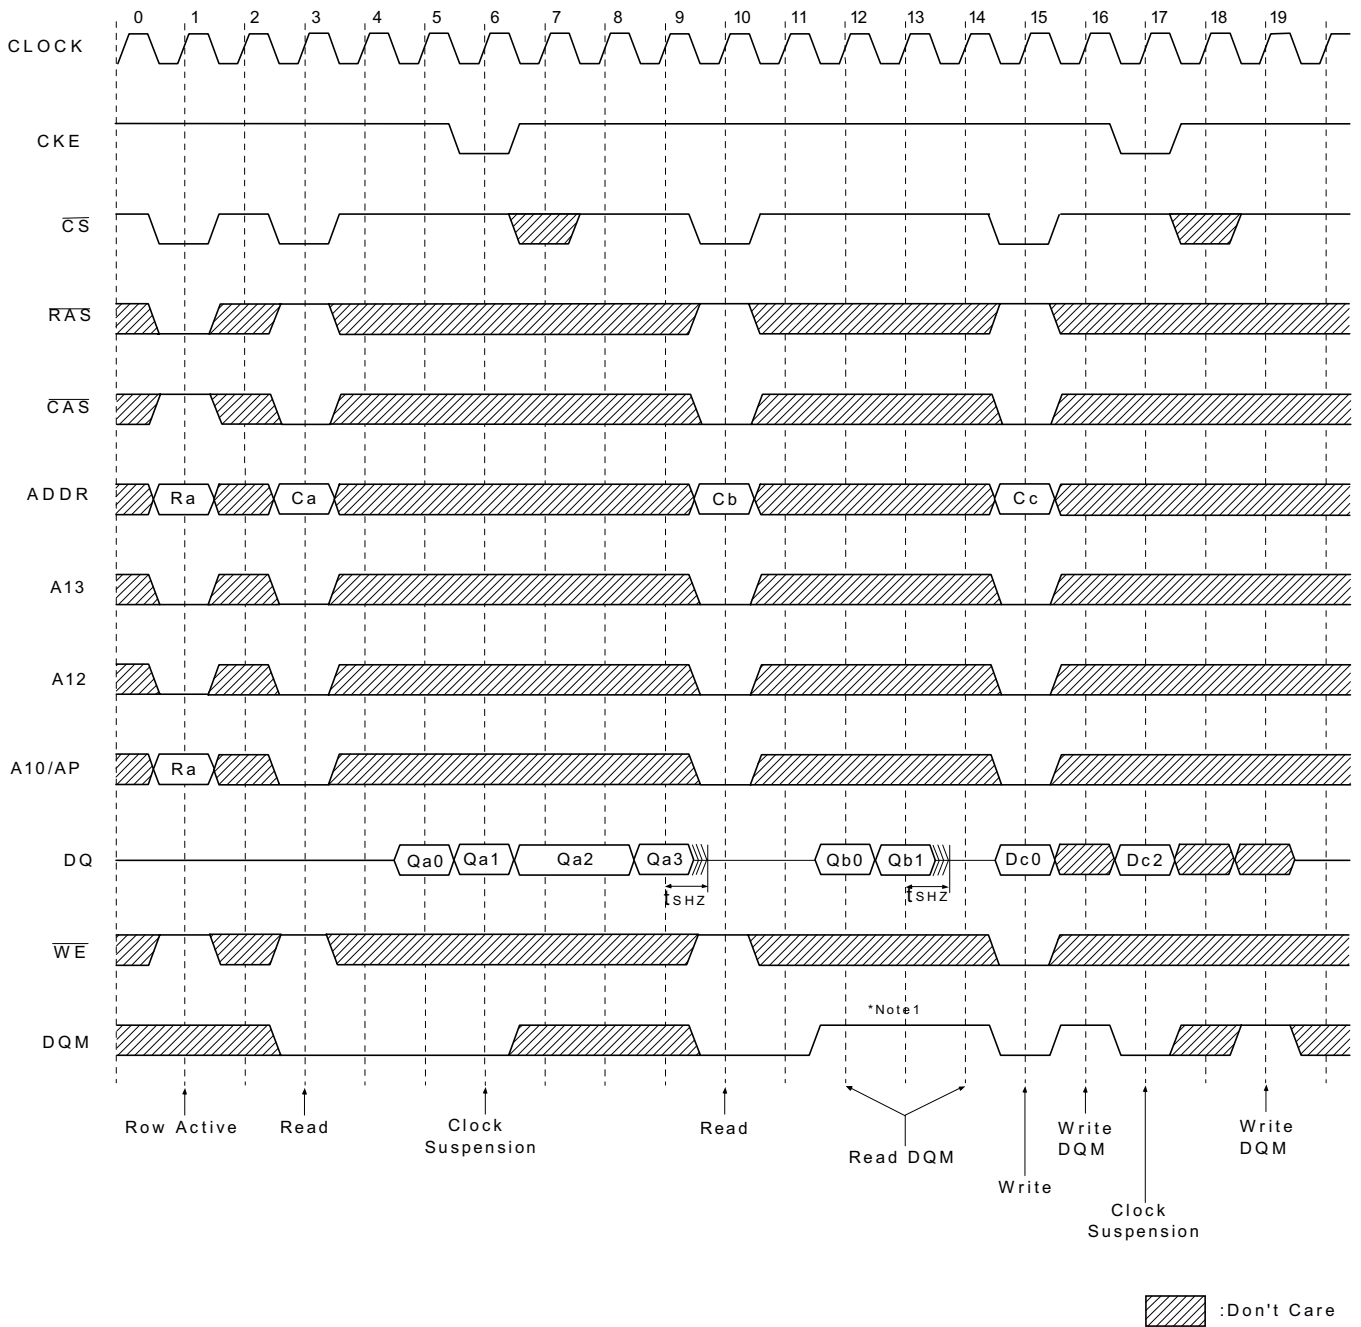 0 1 2 3 4 5 6 7 8 9 10 11 12 13 14 15 16 17 18 19
CLOCK
CKE
CS
RAS
CAS
ADDR Ra Ca Cb Cc
A13
A12
A10/AP Ra
DQ Qa0 Qa1 Qa2 Qa3 Qb0 Qb1 Dc0 Dc2
tSHZ tSHZ
WE
*Note1
DQM
Row Active Read Clock Suspension Read Read DQM Write Write DQM Clock Suspension Write DQM
:Don't Care